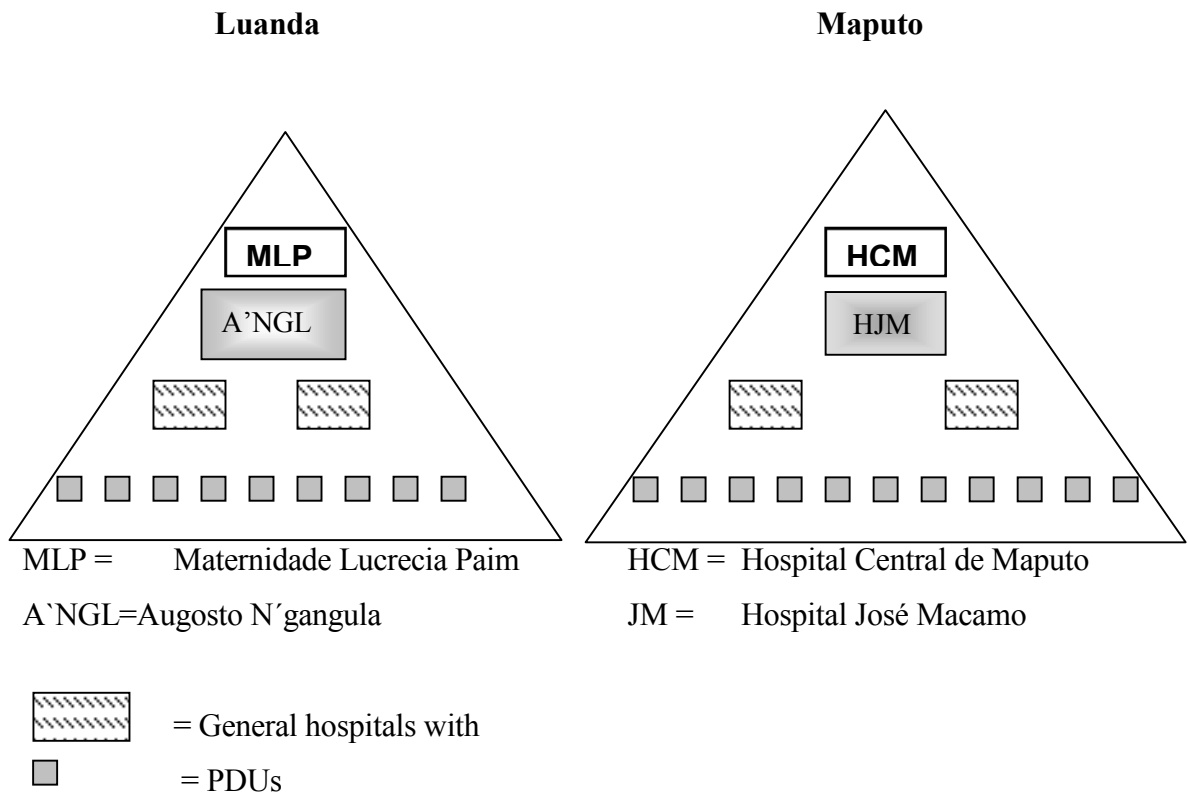 Luanda
Maputo
MLP
HCM
A’NGL
HJM
MLP = Maternidade Lucrecia Paim
HCM = Hospital Central de Maputo
A`NGL=Augosto N´gangula
JM = Hospital José Macamo
= General hospitals with
= PDUs